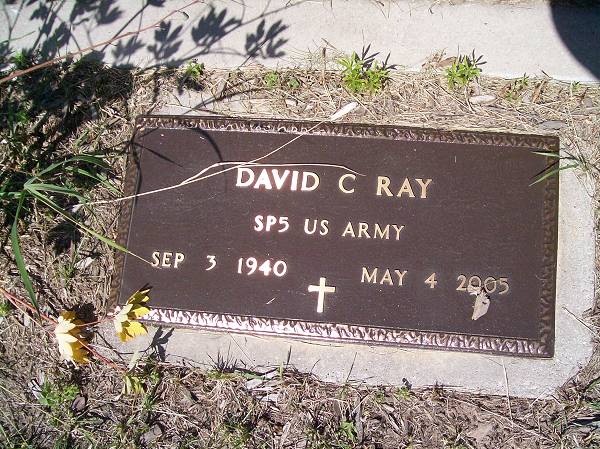 DAVID C RAY
SP5 US ARMY
SEP 3 1940 MAY 4 2005